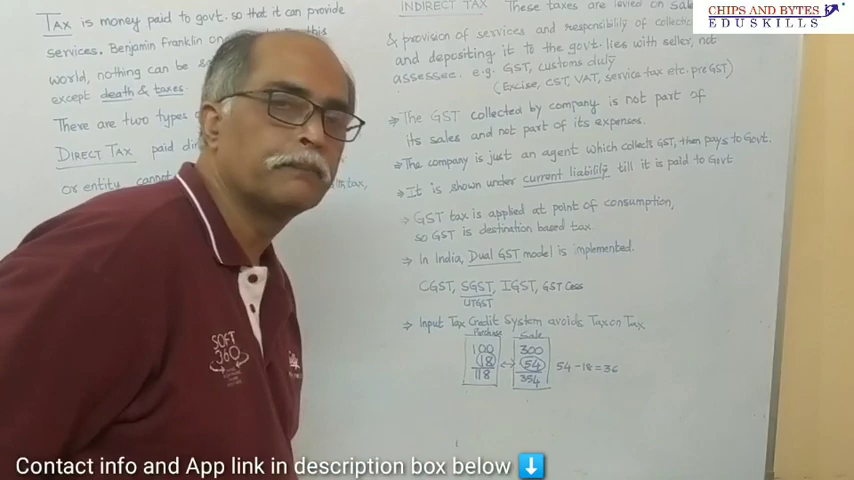 TAX is money paid to govt. so that it can provide
services. Benjamin Franklin on this
world, nothing can be
except death & taxes.
There are two types
DIRECT TAX paid
or entity cannot tax,
INDIRECT TAX These taxes are levied on
& provision of services and responsibility of
and depositing it to the govt. lies with seller, not
assessee. e.g. GST, customs duty
(Excise, CST, VAT, service tax etc. pre GST)
⇒ The GST collected by company is not part of
its sales and not part of its expenses.
⇒ The company is just an agent which collects GST, then pays to Govt.
⇒ It is shown under current liability till it is paid to Govt
⇒ GST tax is applied at point of consumption,
so GST is destination based tax
⇒ In India, Dual GST model is implemented.
CGST, SGST, IGST, GST Cess
UTGST
⇒ Input Tax Credit System avoids Tax on Tax
Purchase Sale
100 300
18 ↔ 54 54 - 18 = 36
118 354
CHIPS AND BYTES
EDUSKILLS
SOFT
360
Contact info and App link in description box below ⬇️